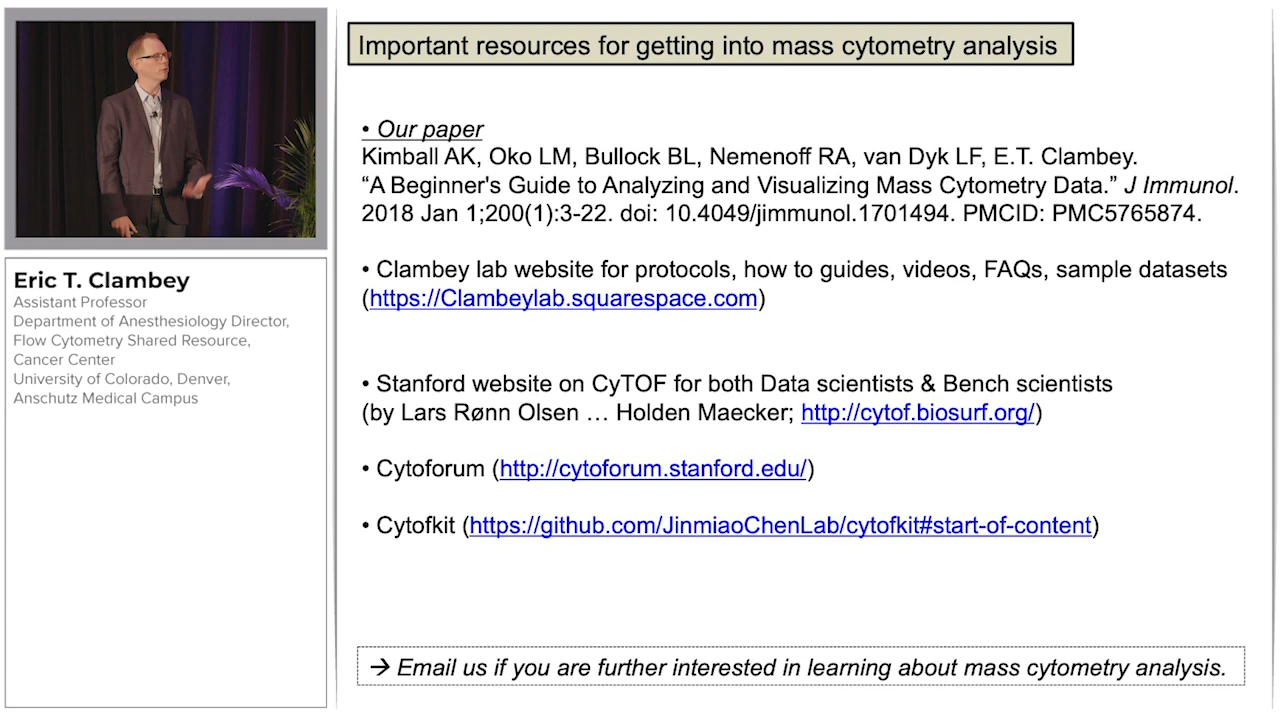 Eric T. Clambey
Assistant Professor
Department of Anesthesiology Director,
Flow Cytometry Shared Resource,
Cancer Center
University of Colorado, Denver,
Anschutz Medical Campus
Important resources for getting into mass cytometry analysis
• Our paper
Kimball AK, Oko LM, Bullock BL, Nemenoff RA, van Dyk LF, E.T. Clambey.
“A Beginner's Guide to Analyzing and Visualizing Mass Cytometry Data.” J Immunol.
2018 Jan 1;200(1):3-22. doi: 10.4049/jimmunol.1701494. PMCID: PMC5765874.
• Clambey lab website for protocols, how to guides, videos, FAQs, sample datasets
(https://Clambeylab.squarespace.com)
• Stanford website on CyTOF for both Data scientists & Bench scientists
(by Lars Rønn Olsen … Holden Maecker; http://cytof.biosurf.org/)
• Cytoforum (http://cytoforum.stanford.edu/)
• Cytofkit (https://github.com/JinmiaoChenLab/cytofkit#start-of-content)
→ Email us if you are further interested in learning about mass cytometry analysis.